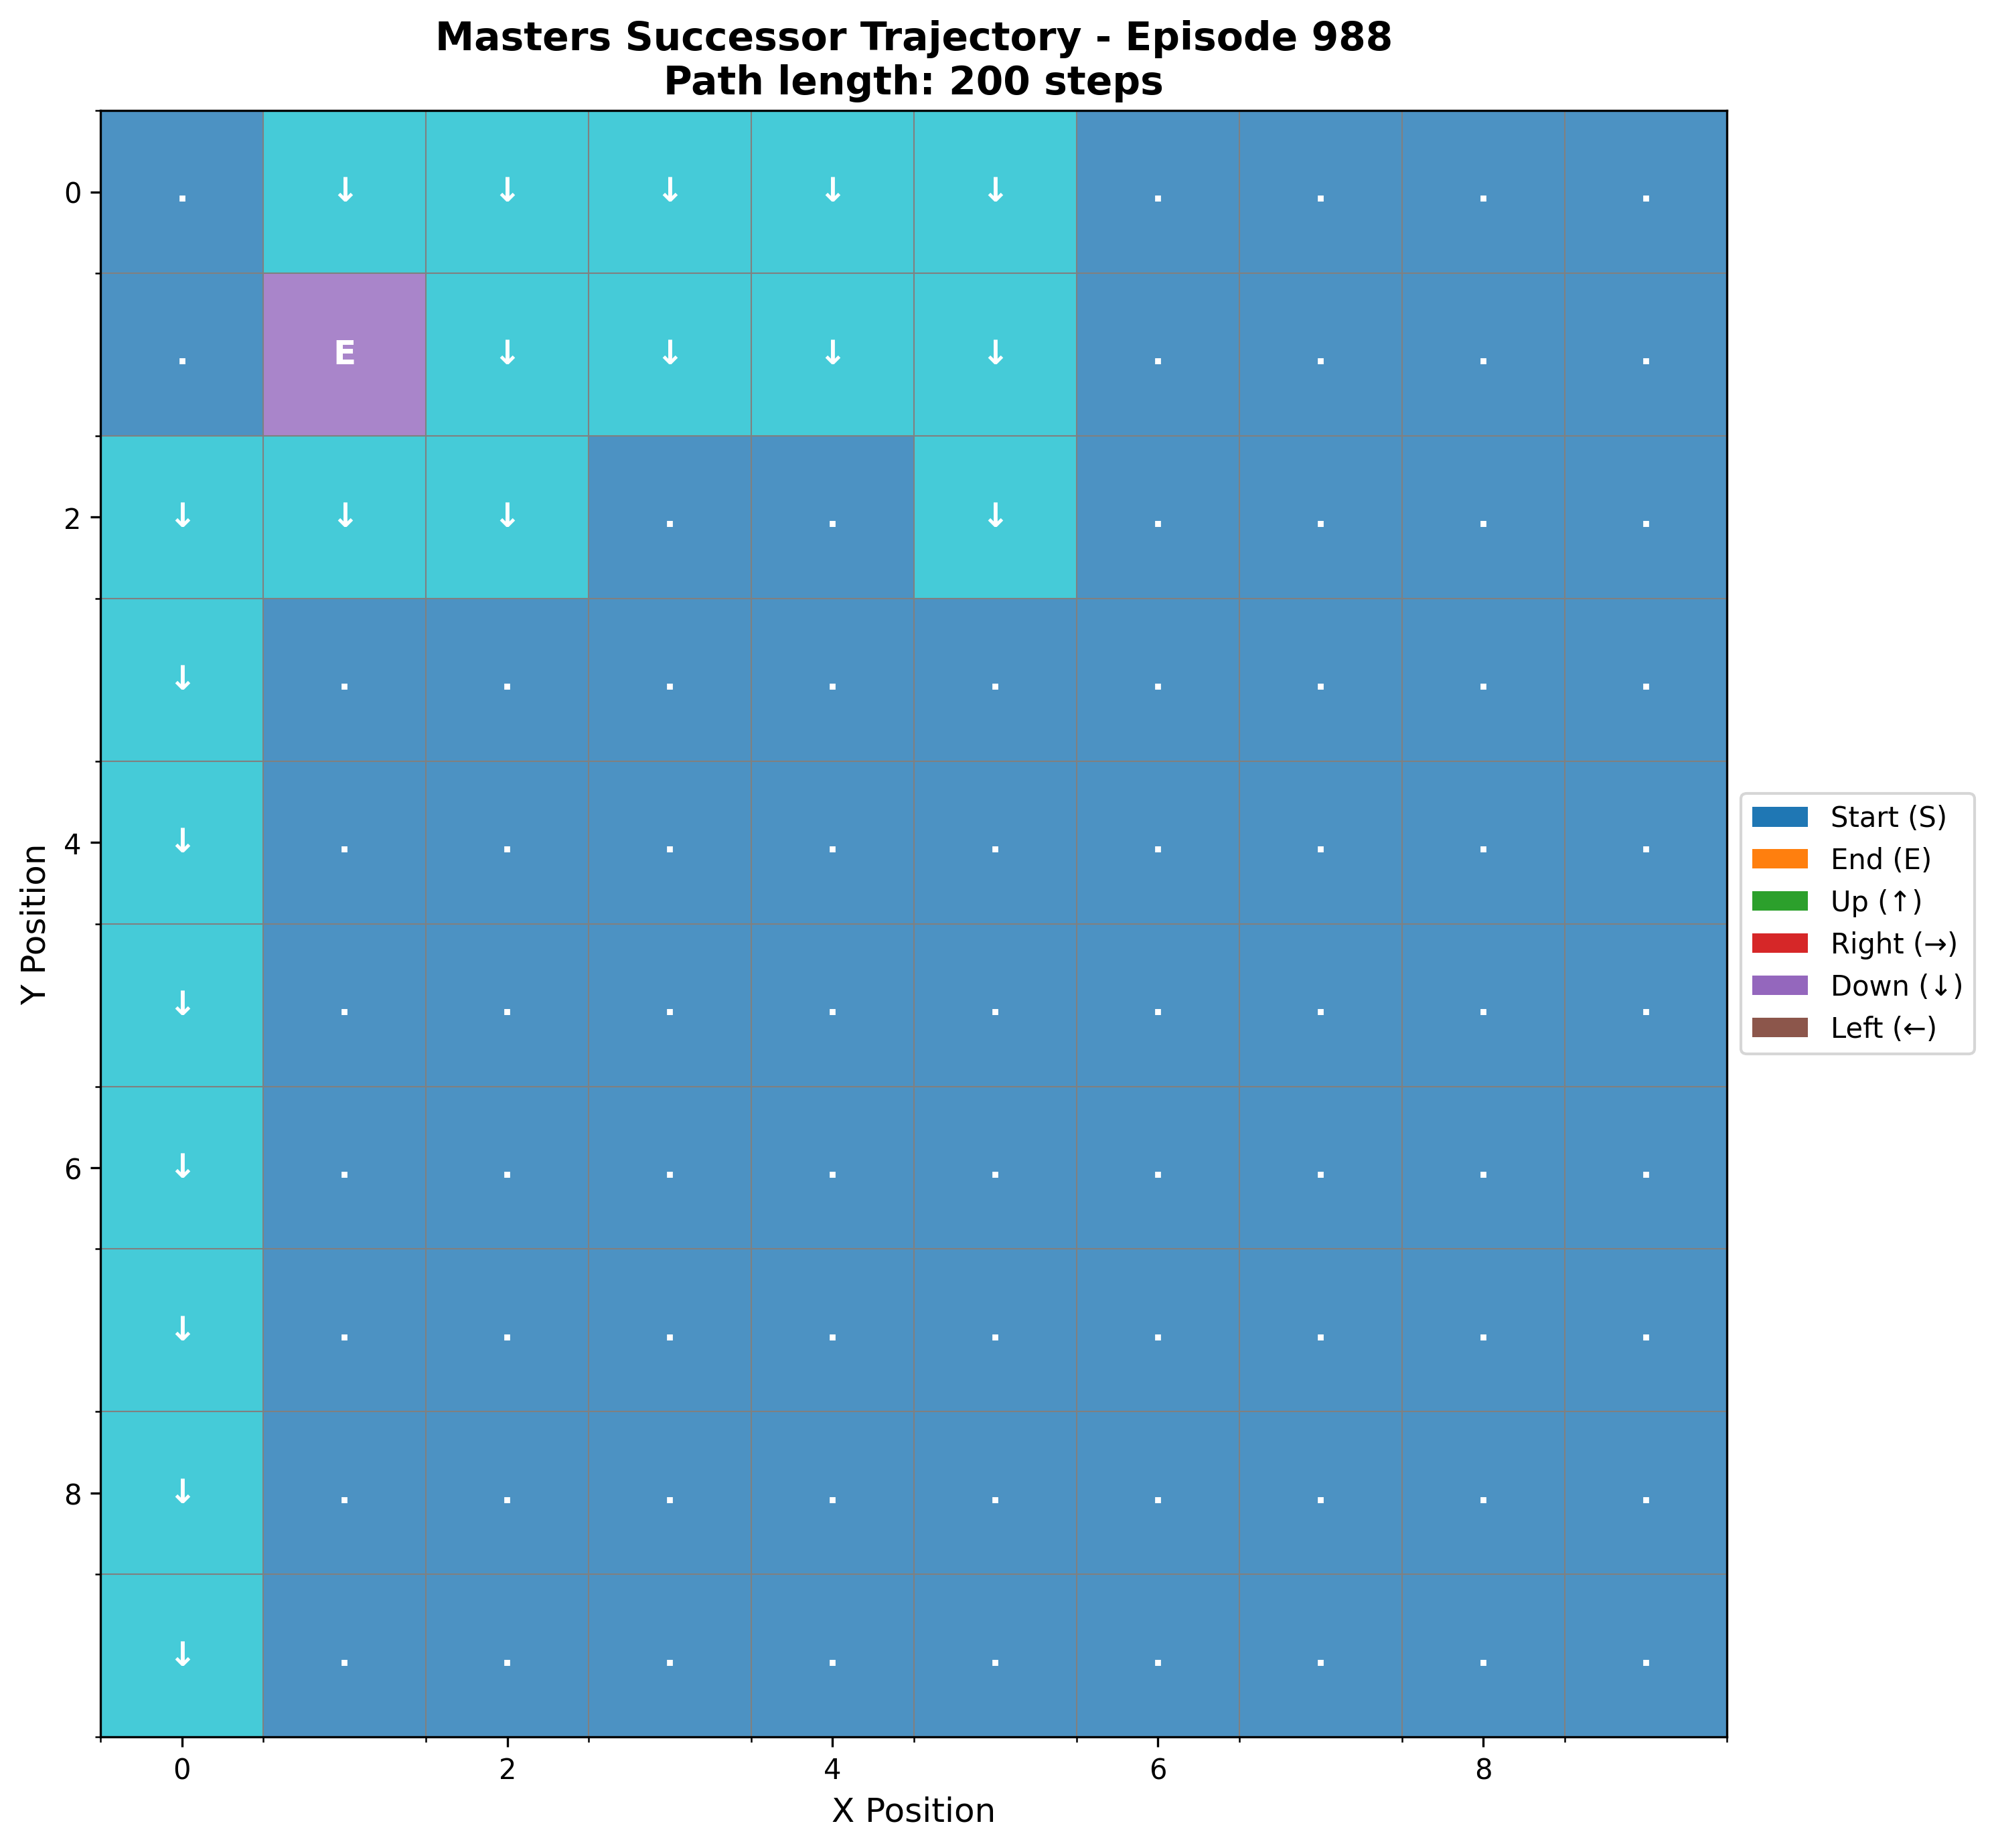 Masters Successor Trajectory - Episode 988
Path length: 200 steps
0 . ↓ ↓ ↓ ↓ ↓ . . . .
. E ↓ ↓ ↓ ↓ . . . .
2 ↓ ↓ ↓ . . ↓ . . . .
↓ . . . . . . . . .
4 ↓ . . . . . . . . .
↓ . . . . . . . . .
6 ↓ . . . . . . . . .
↓ . . . . . . . . .
8 ↓ . . . . . . . . .
↓ . . . . . . . . .
0 2 4 6 8
X Position
Y Position
Start (S)
End (E)
Up (↑)
Right (→)
Down (↓)
Left (←)